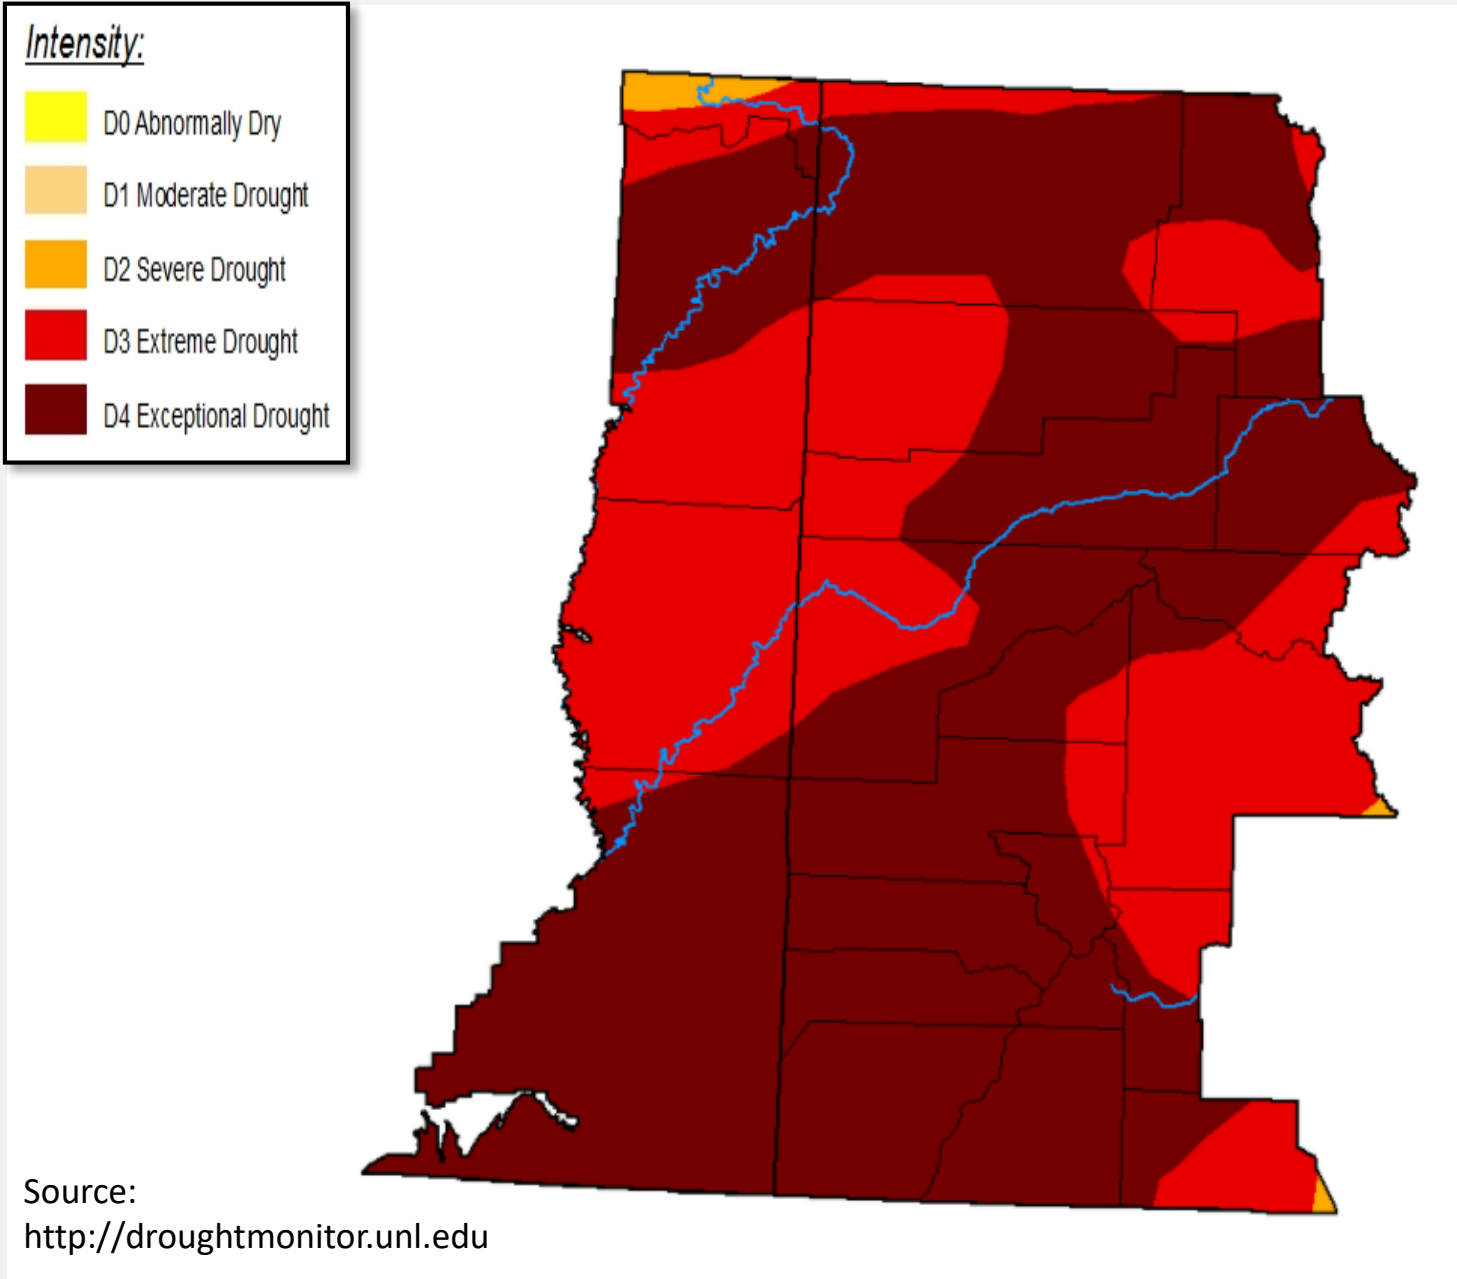 Intensity:
D0 Abnormally Dry
D1 Moderate Drought
D2 Severe Drought
D3 Extreme Drought
D4 Exceptional Drought
Source:
http://droughtmonitor.unl.edu